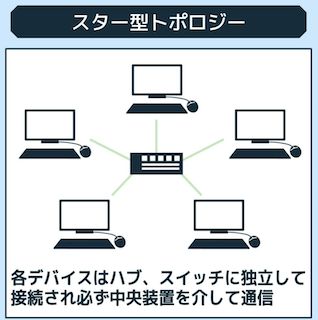 スター型トポロジー
各デバイスはハブ、スイッチに独立して
接続され必ず中央装置を介して通信